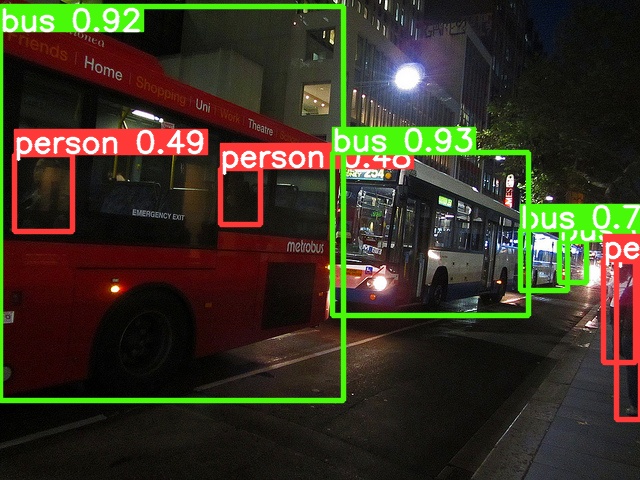 bus 0.92
Friends | Home | Shopping | Uni | Work | Theatre
person 0.49
person 0.48
bus 0.93
EMERGENCY EXIT
metrobus
bus 0.7
bus
pe